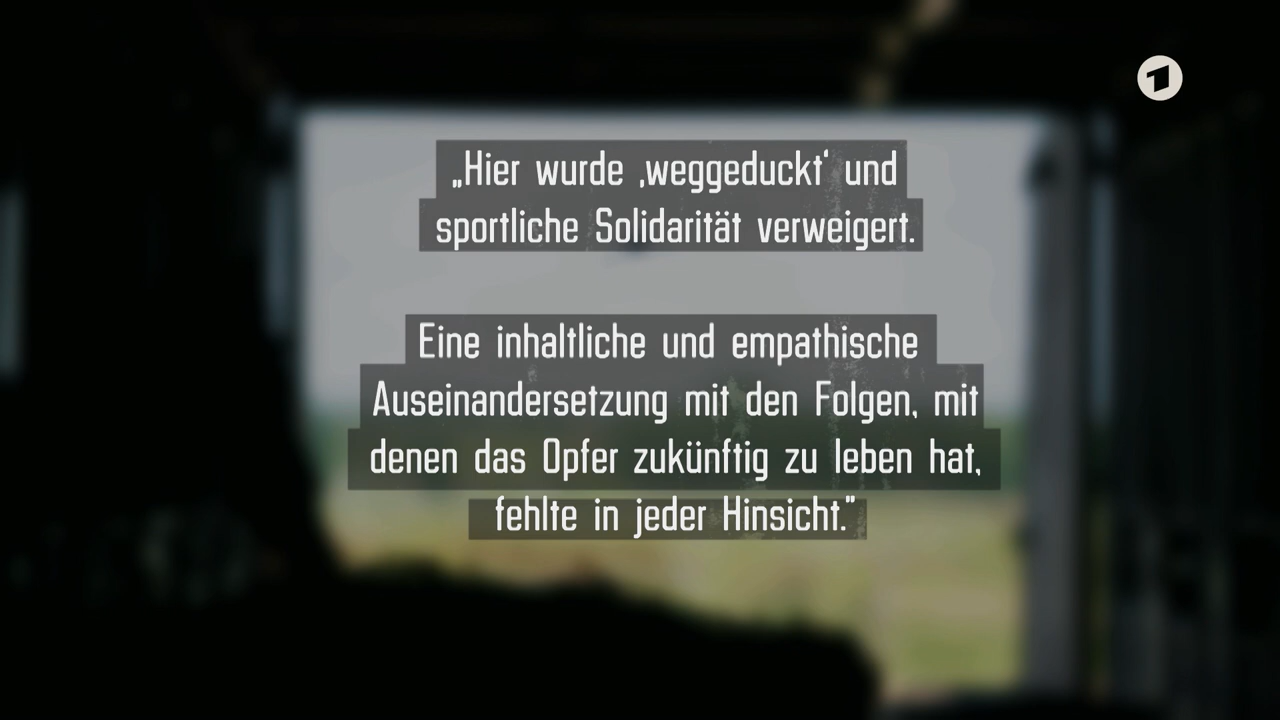 „Hier wurde ‚weggeduckt‘ und
sportliche Solidarität verweigert.
Eine inhaltliche und empathische
Auseinandersetzung mit den Folgen, mit
denen das Opfer zukünftig zu leben hat,
fehlte in jeder Hinsicht.”